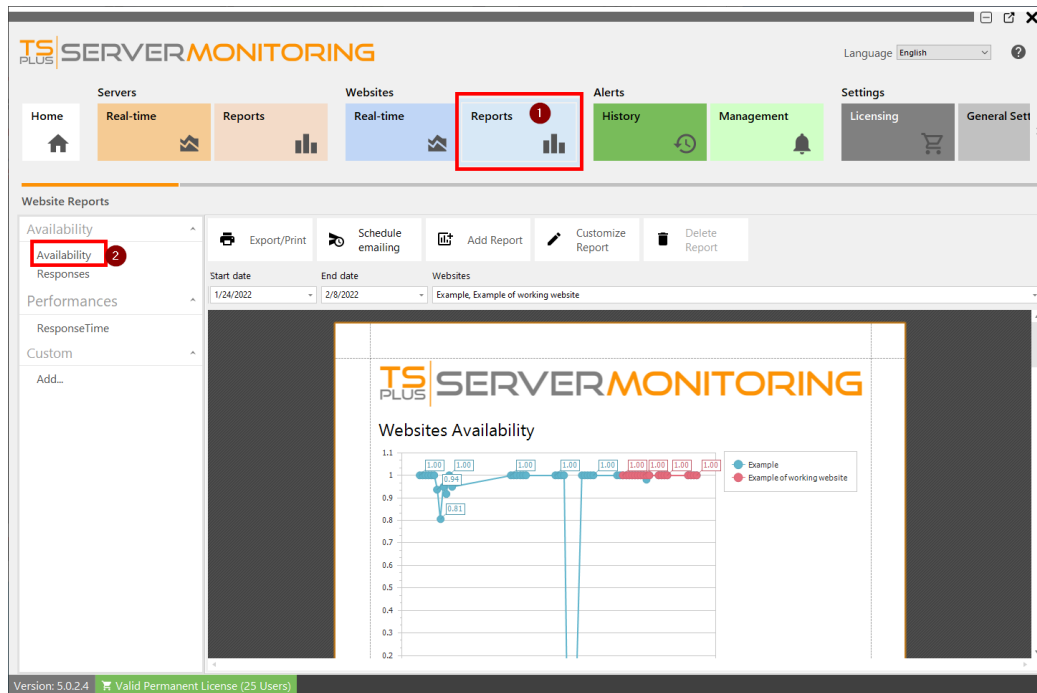 TS PLUS SERVERMONITORING
Language English
Servers Websites Alerts Settings
Home Real-time Reports Real-time Reports 1 History Management Licensing General Sett
Website Reports
Availability
Availability 2
Responses
Performances
ResponseTime
Custom
Add...
Export/Print Schedule emailing Add Report Customize Report Delete Report
Start date End date Websites
1/24/2022 2/8/2022 Example, Example of working website
TS PLUS SERVERMONITORING
Websites Availability
1.1
1.00 1.00 1.00 1.00 1.00 1.00 1.00 1.00 1.00
Example
1
Example of working website
0.94
0.9
0.81
0.8
0.7
0.6
0.5
0.4
0.3
0.2
Version: 5.0.2.4 Valid Permanent License (25 Users)